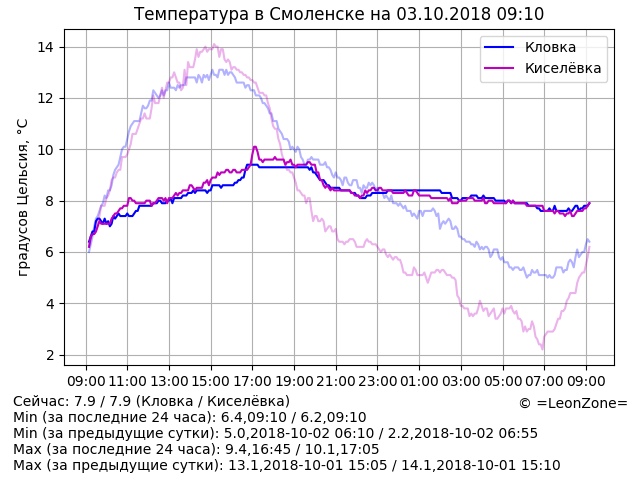 Температура в Смоленске на 03.10.2018 09:10
градусов Цельсия, °C
14
12
10
8
6
4
2
Кловка
Киселёвка
09:00 11:00 13:00 15:00 17:00 19:00 21:00 23:00 01:00 03:00 05:00 07:00 09:00
Сейчас: 7.9 / 7.9 (Кловка / Киселёвка)
© =LeonZone=
Min (за последние 24 часа): 6.4,09:10 / 6.2,09:10
Min (за предыдущие сутки): 5.0,2018-10-02 06:10 / 2.2,2018-10-02 06:55
Max (за последние 24 часа): 9.4,16:45 / 10.1,17:05
Max (за предыдущие сутки): 13.1,2018-10-01 15:05 / 14.1,2018-10-01 15:10